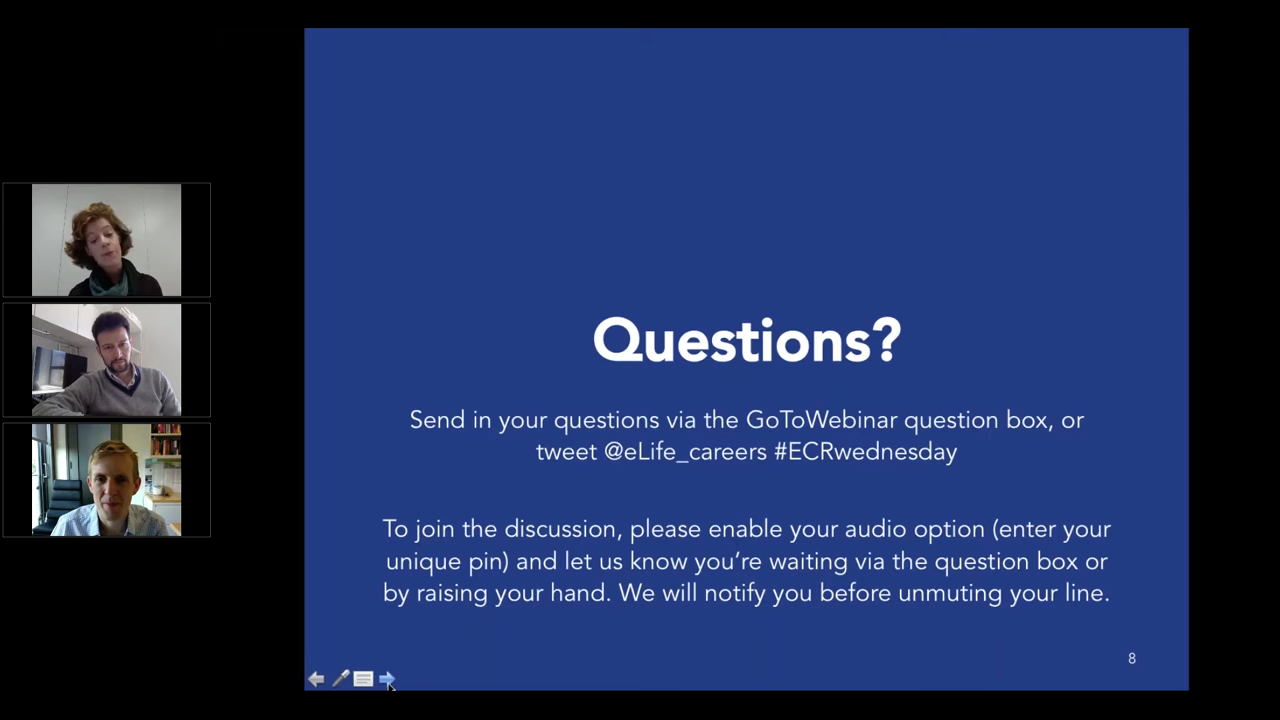 Questions?
Send in your questions via the GoToWebinar question box, or
tweet @eLife_careers #ECRwednesday
To join the discussion, please enable your audio option (enter your
unique pin) and let us know you’re waiting via the question box or
by raising your hand. We will notify you before unmuting your line.
8